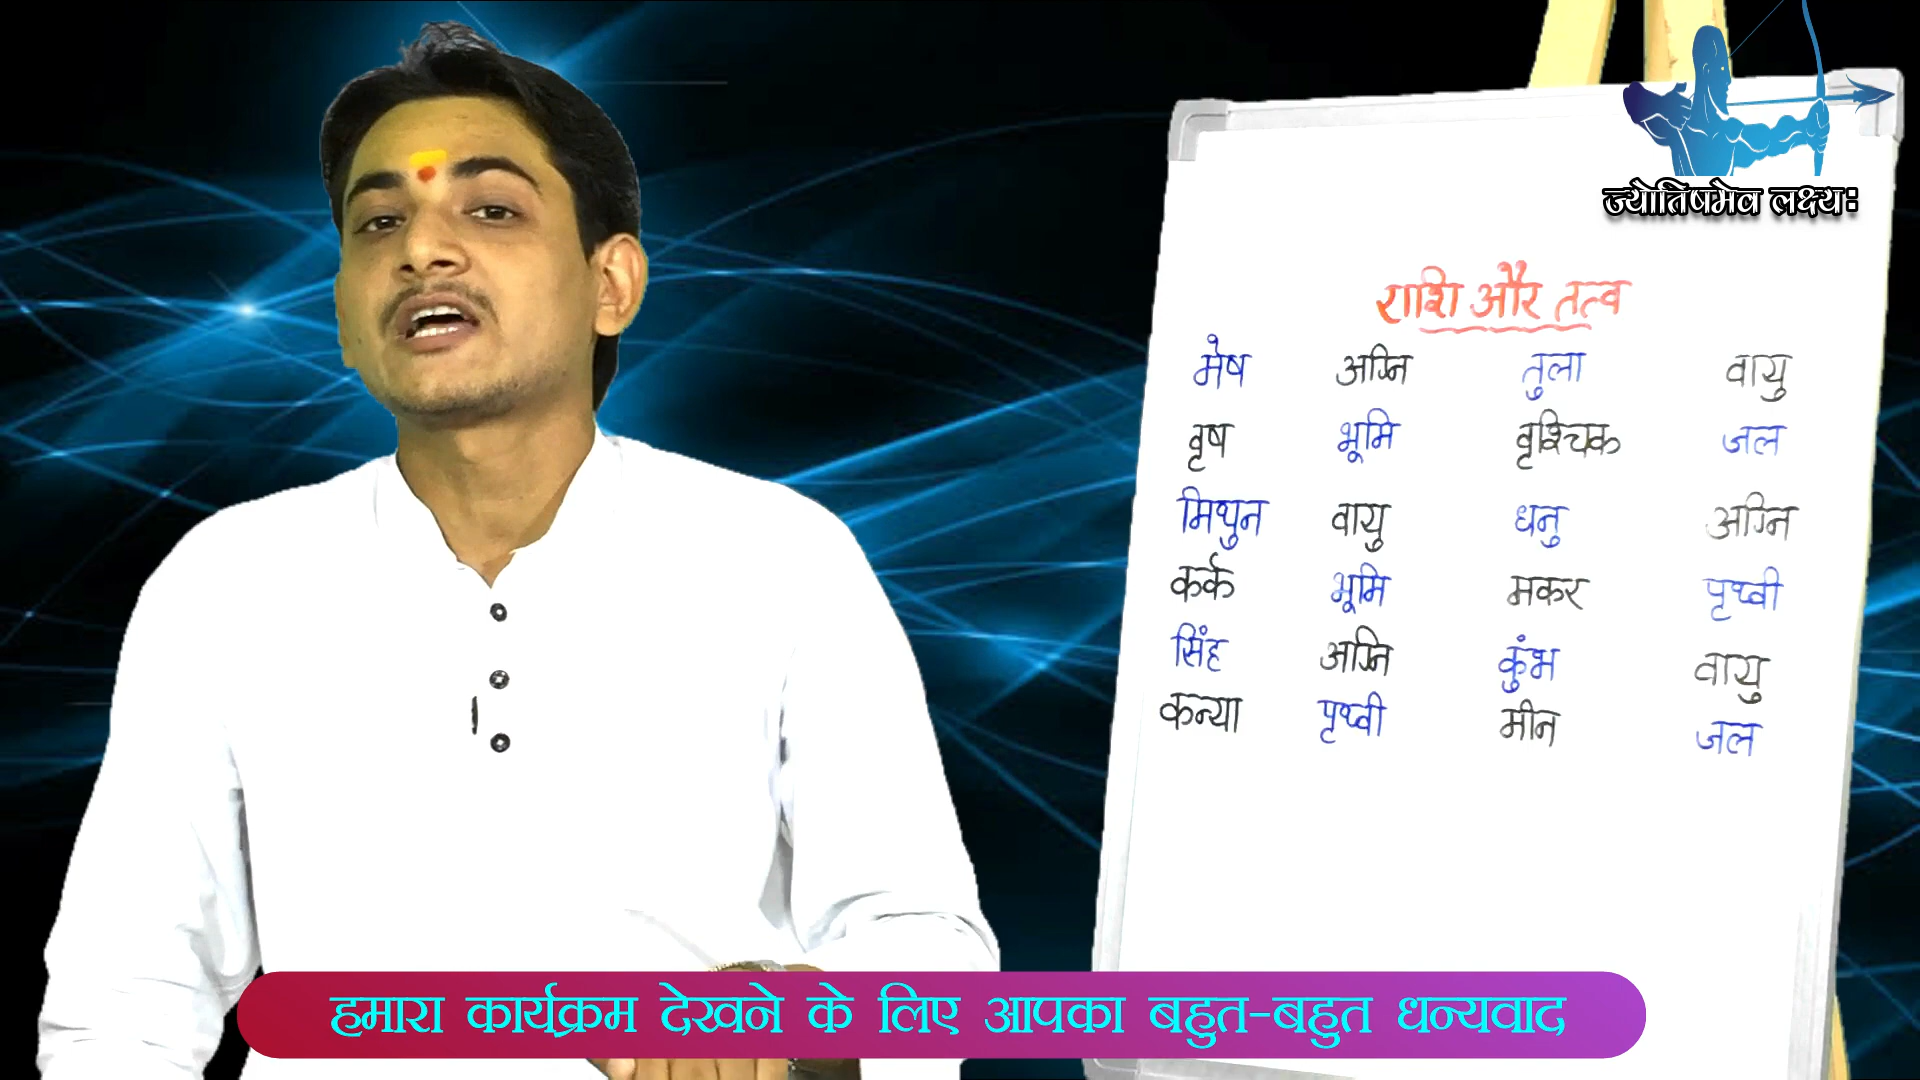 ज्योतिषमेव लक्ष्यः
राशि और तत्व
मेष अग्नि तुला वायु
वृष भूमि वृश्चिक जल
मिथुन वायु धनु अग्नि
कर्क भूमि मकर पृथ्वी
सिंह अग्नि कुंभ वायु
कन्या पृथ्वी मीन जल
हमारा कार्यक्रम देखने के लिए आपका बहुत-बहुत धन्यवाद